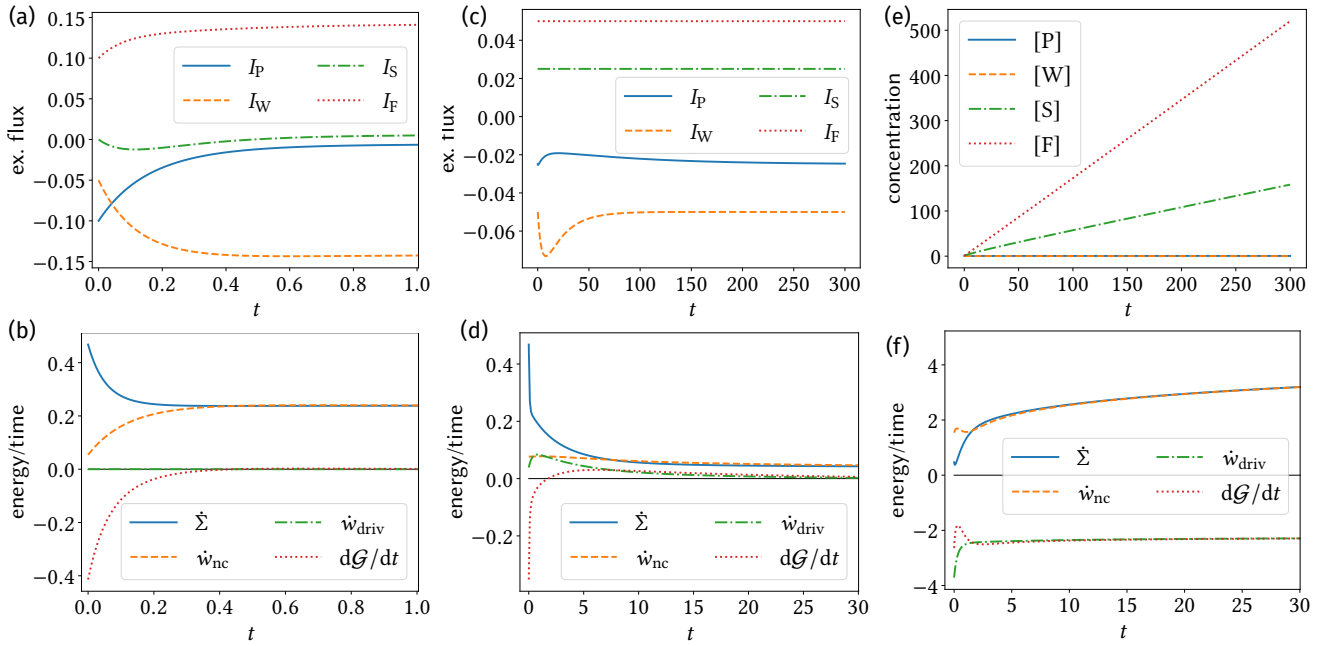 (a)
0.15
0.10
0.05
0.00
−0.05
−0.10
−0.15
ex. flux
I_P
I_S
I_W
I_F
0.0 0.2 0.4 0.6 0.8 1.0
t
(c)
0.04
0.02
0.00
−0.02
−0.04
−0.06
ex. flux
I_P
I_S
I_W
I_F
0 50 100 150 200 250 300
t
(e)
500
400
300
200
100
0
concentration
[P]
[W]
[S]
[F]
0 50 100 150 200 250 300
t
(b)
0.4
0.2
0.0
−0.2
−0.4
energy/time
Σ̇
ẇ_driv
ẇ_nc
d𝒢/dt
0.0 0.2 0.4 0.6 0.8 1.0
t
(d)
0.4
0.2
0.0
−0.2
energy/time
Σ̇
ẇ_driv
ẇ_nc
d𝒢/dt
0 5 10 15 20 25 30
t
(f)
4
2
0
−2
−4
energy/time
Σ̇
ẇ_driv
ẇ_nc
d𝒢/dt
0 5 10 15 20 25 30
t